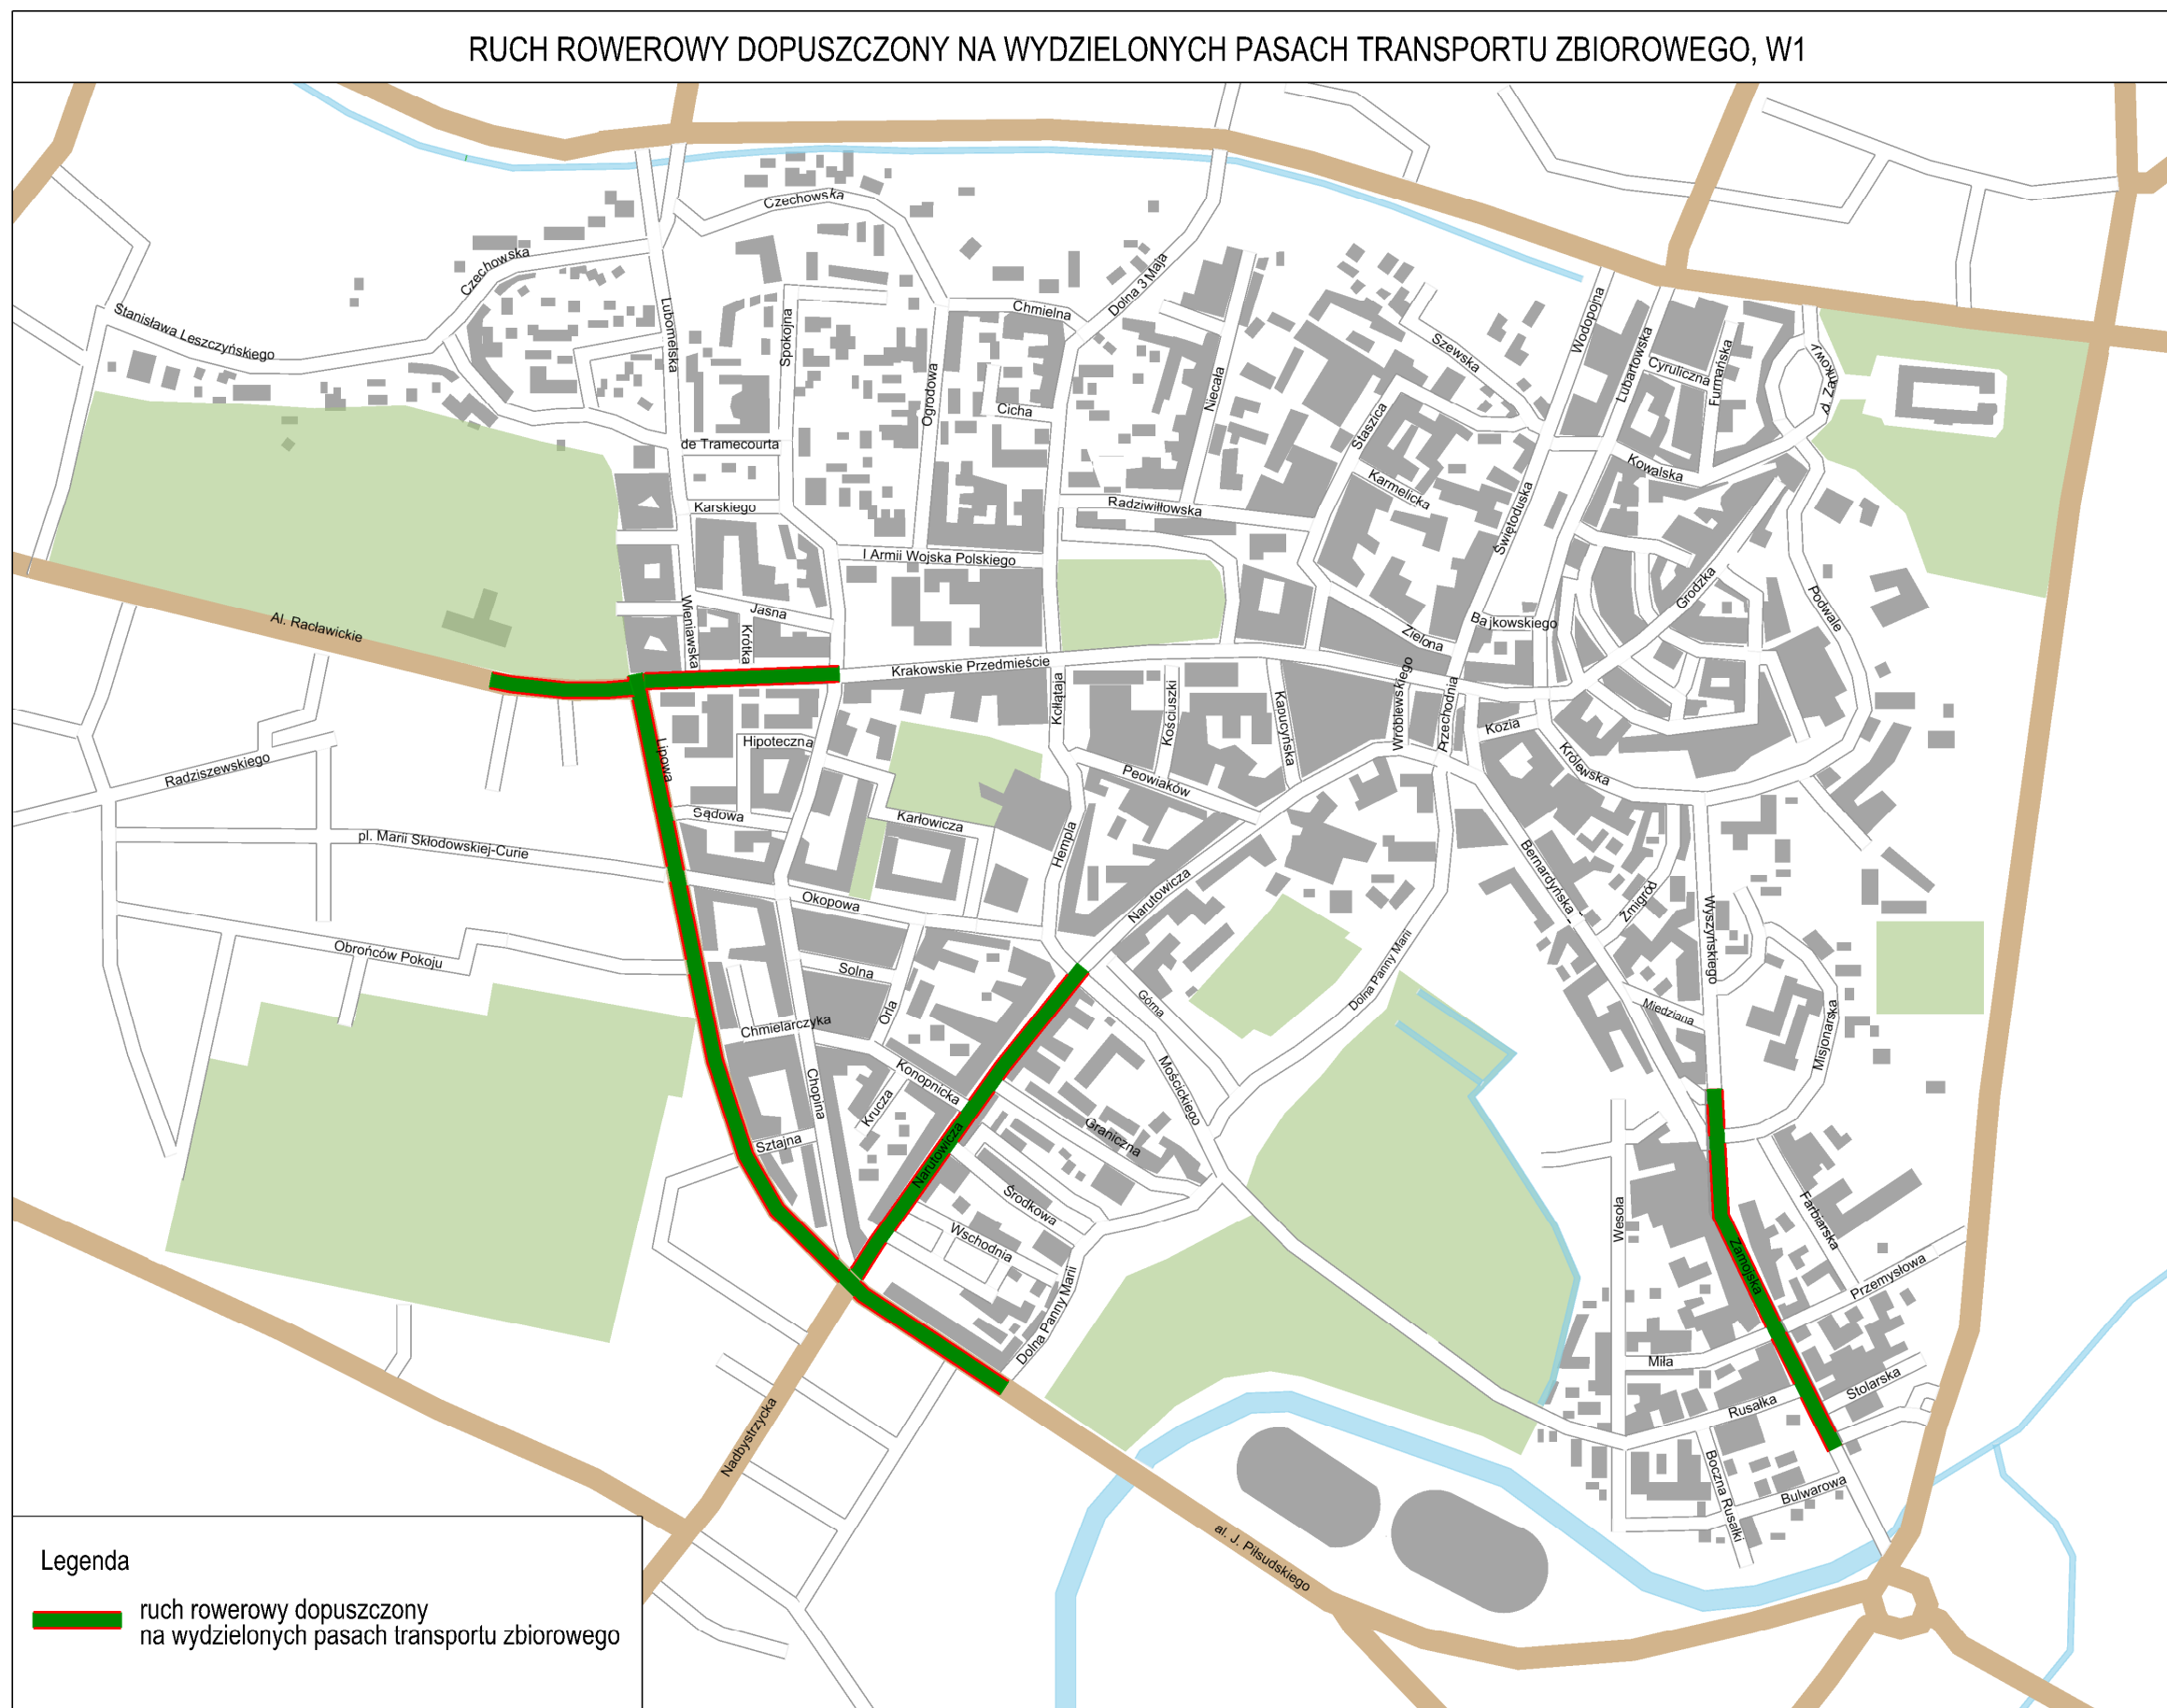 RUCH ROWEROWY DOPUSZCZONY NA WYDZIELONYCH PASACH TRANSPORTU ZBIOROWEGO, W1
Czechowska
Czechowska
Stanisława Leszczyńskiego
Lubomelska
Spokojna
Chmielna
Dolna 3 Maja
Ogrodowa
Cicha
Niecała
Szewska
Staszica
Wodopojna
Lubartowska
Cyruliczna
Furmańska
pl. Zamkowy
de Tramecourta
Karskiego
Radziwiłłowska
Karmelicka
Świętoduska
Kowalska
I Armii Wojska Polskiego
Wieniawska
Jasna
Krótka
Al. Racławickie
Grodzka
Podwale
Bajkowskiego
Zielona
Krakowskie Przedmieście
Kołłątaja
Kościuszki
Kapucyńska
Wróblewskiego
Przechodnia
Kozia
Królewska
Lipowa
Hipoteczna
Radziszewskiego
Peowiaków
Sądowa
Karłowicza
pl. Marii Skłodowskiej-Curie
Hempla
Bernardyńska
Narutowicza
Okopowa
Żmigród
Wyszyńskiego
Obrońców Pokoju
Solna
Orla
Górna
Dolna Panny Marii
Miedziana
Misjonarska
Chmielarczyka
Mościckiego
Konopnicka
Chopina
Krucza
Graniczna
Sztajna
Narutowicza
Środkowa
Wschodnia
Wesoła
Farbiarska
Zamojska
Przemysłowa
Dolna Panny Marii
Miła
Stolarska
Rusałka
Nadbystrzycka
Boczna Rusałki
Bulwarowa
al. J. Piłsudskiego
Legenda
ruch rowerowy dopuszczony
na wydzielonych pasach transportu zbiorowego